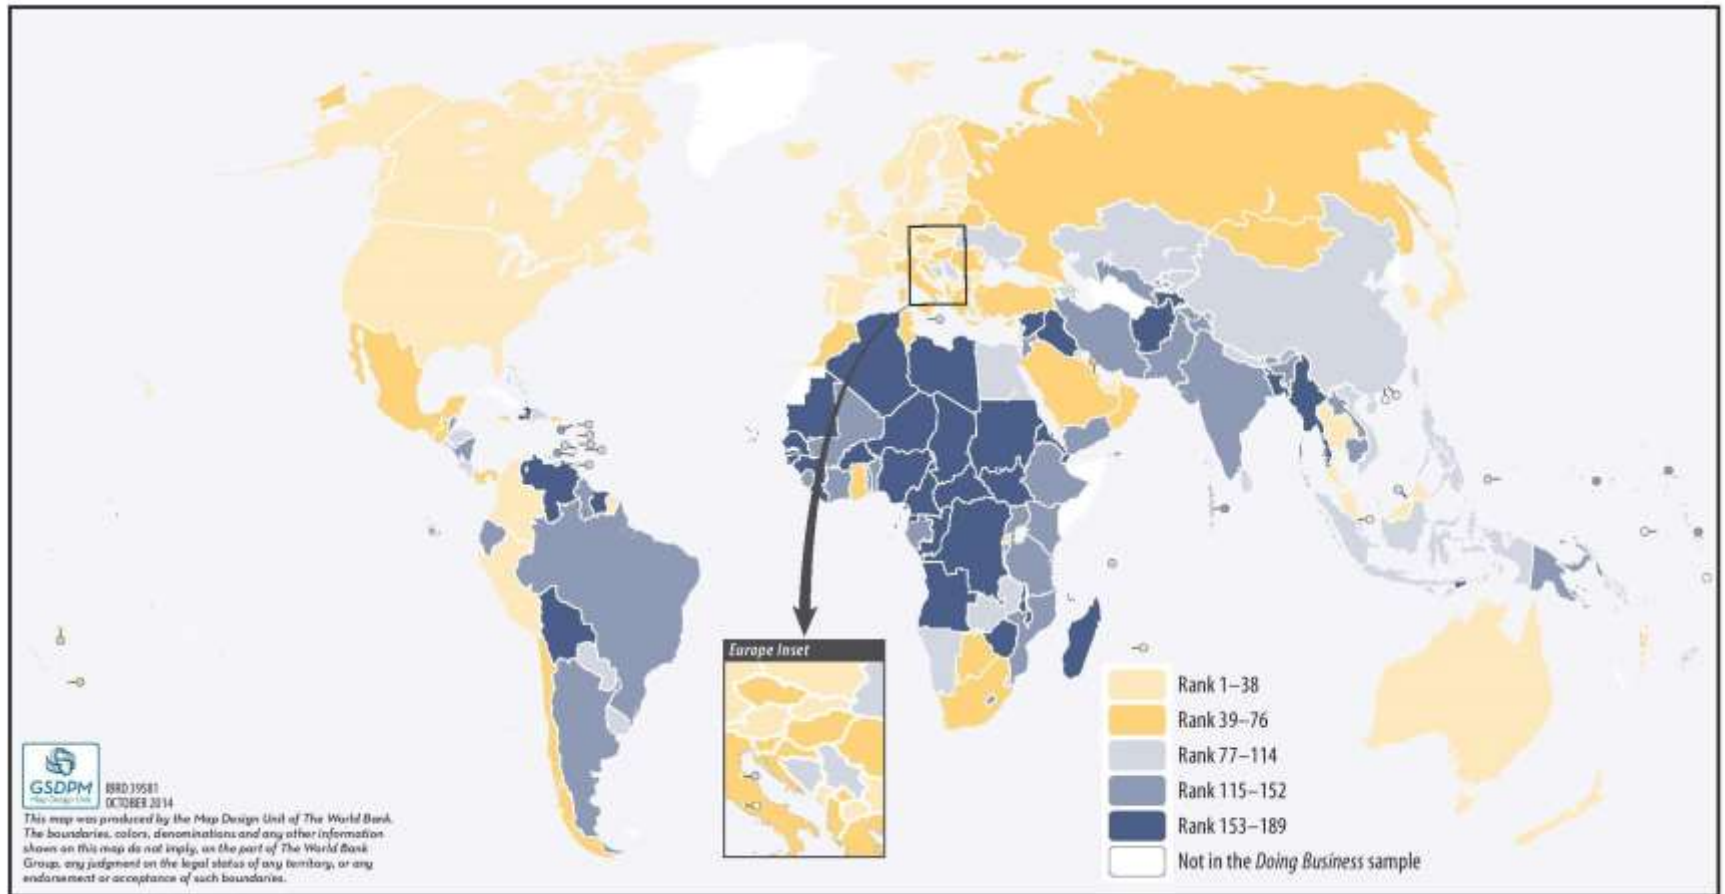 Europe Inset
Rank 1–38
Rank 39–76
Rank 77–114
Rank 115–152
Rank 153–189
Not in the Doing Business sample
GSDPM
Map Design Unit
IBRD 39581
OCTOBER 2014
This map was produced by the Map Design Unit of The World Bank.
The boundaries, colors, denominations and any other information
shown on this map do not imply, on the part of The World Bank
Group, any judgment on the legal status of any territory, or any
endorsement or acceptance of such boundaries.